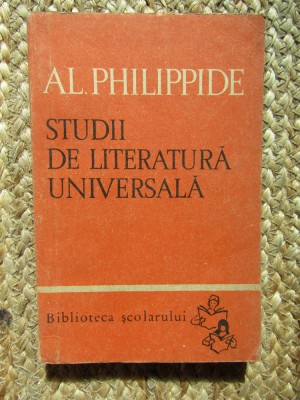 AL. PHILIPPIDE
STUDII
DE LITERATURĂ
UNIVERSALĂ
Biblioteca școlarului